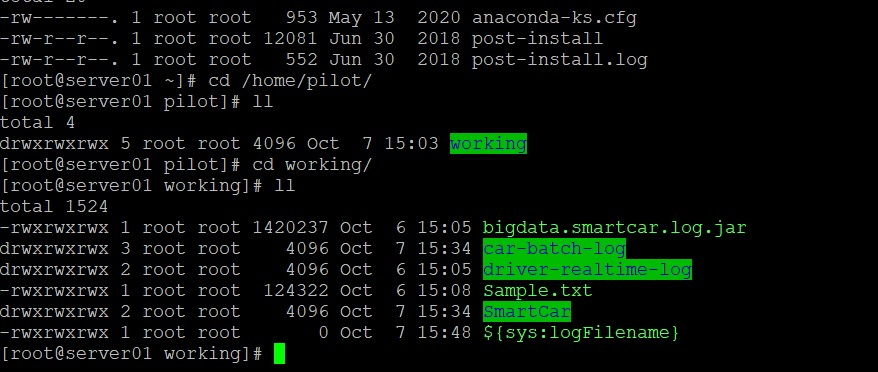 -rw-------. 1 root root 953 May 13 2020 anaconda-ks.cfg
-rw-r--r--. 1 root root 12081 Jun 30 2018 post-install
-rw-r--r--. 1 root root 552 Jun 30 2018 post-install.log
[root@server01 ~]# cd /home/pilot/
[root@server01 pilot]# ll
total 4
drwxrwxrwx 5 root root 4096 Oct 7 15:03 working
[root@server01 pilot]# cd working/
[root@server01 working]# ll
total 1524
-rwxrwxrwx 1 root root 1420237 Oct 6 15:05 bigdata.smartcar.log.jar
drwxrwxrwx 3 root root 4096 Oct 7 15:34 car-batch-log
drwxrwxrwx 2 root root 4096 Oct 6 15:05 driver-realtime-log
-rwxrwxrwx 1 root root 124322 Oct 6 15:08 Sample.txt
drwxrwxrwx 2 root root 4096 Oct 7 15:34 SmartCar
-rwxrwxrwx 1 root root 0 Oct 7 15:48 ${sys:logFilename}
[root@server01 working]#